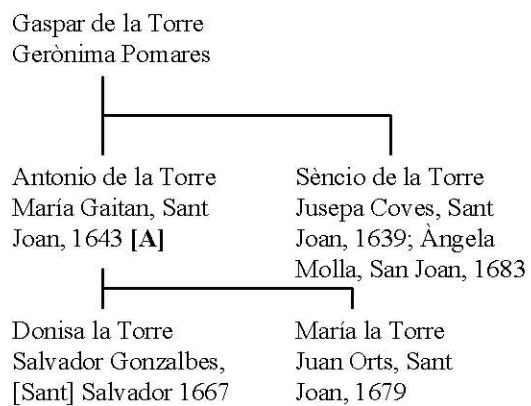 Gaspar de la Torre
Gerònima Pomares
Antonio de la Torre
María Gaitan, Sant
Joan, 1643 [A]
Sèncio de la Torre
Jusepa Coves, Sant
Joan, 1639; Àngela
Molla, San Joan, 1683
Donisa la Torre
Salvador Gonzalbes,
[Sant] Salvador 1667
María la Torre
Juan Orts, Sant
Joan, 1679